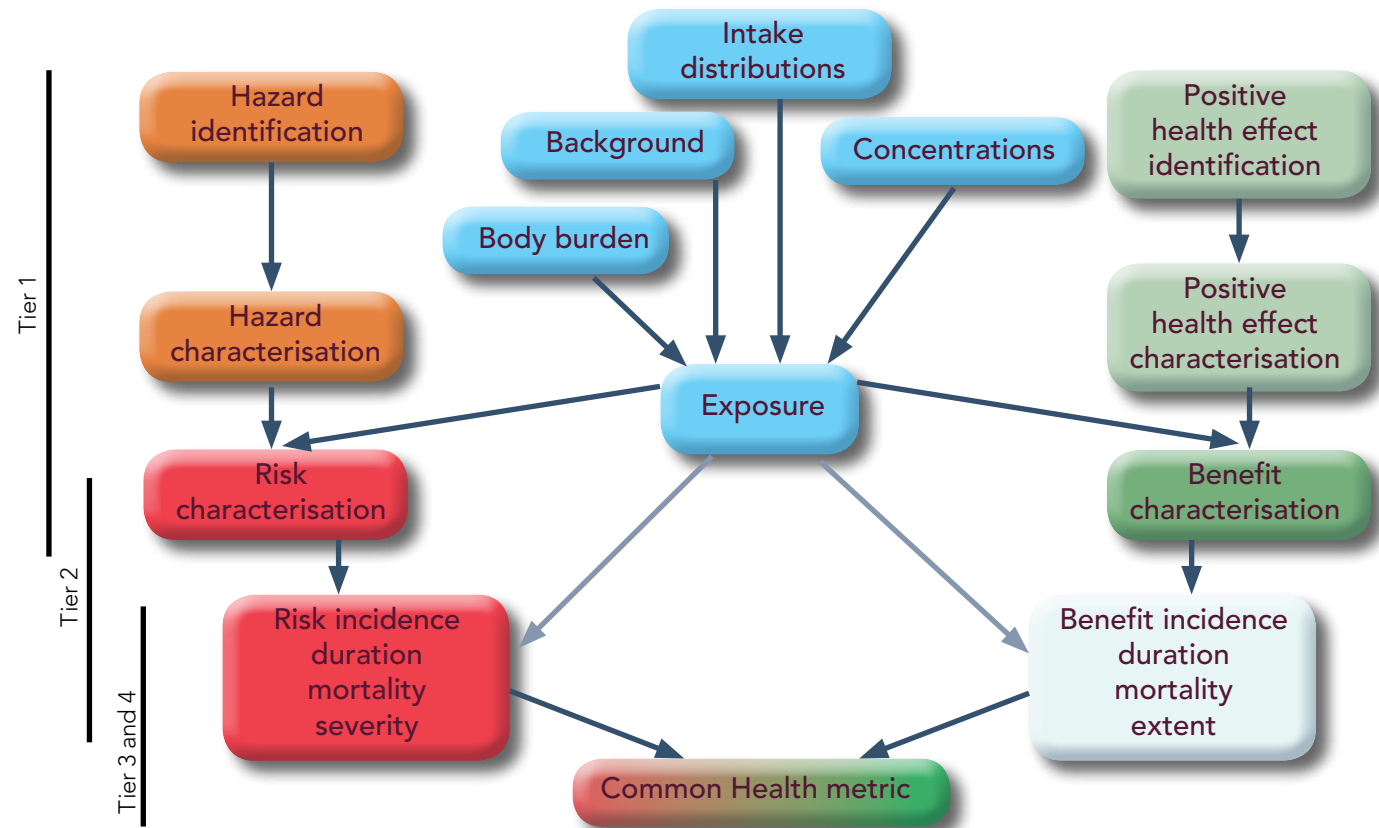 Intake
distributions
Hazard
identification
Background
Concentrations
Positive
health effect
identification
Body burden
Tier 1
Hazard
characterisation
Positive
health effect
characterisation
Exposure
Risk
characterisation
Benefit
characterisation
Tier 2
Risk incidence
duration
mortality
severity
Benefit incidence
duration
mortality
extent
Tier 3 and 4
Common Health metric